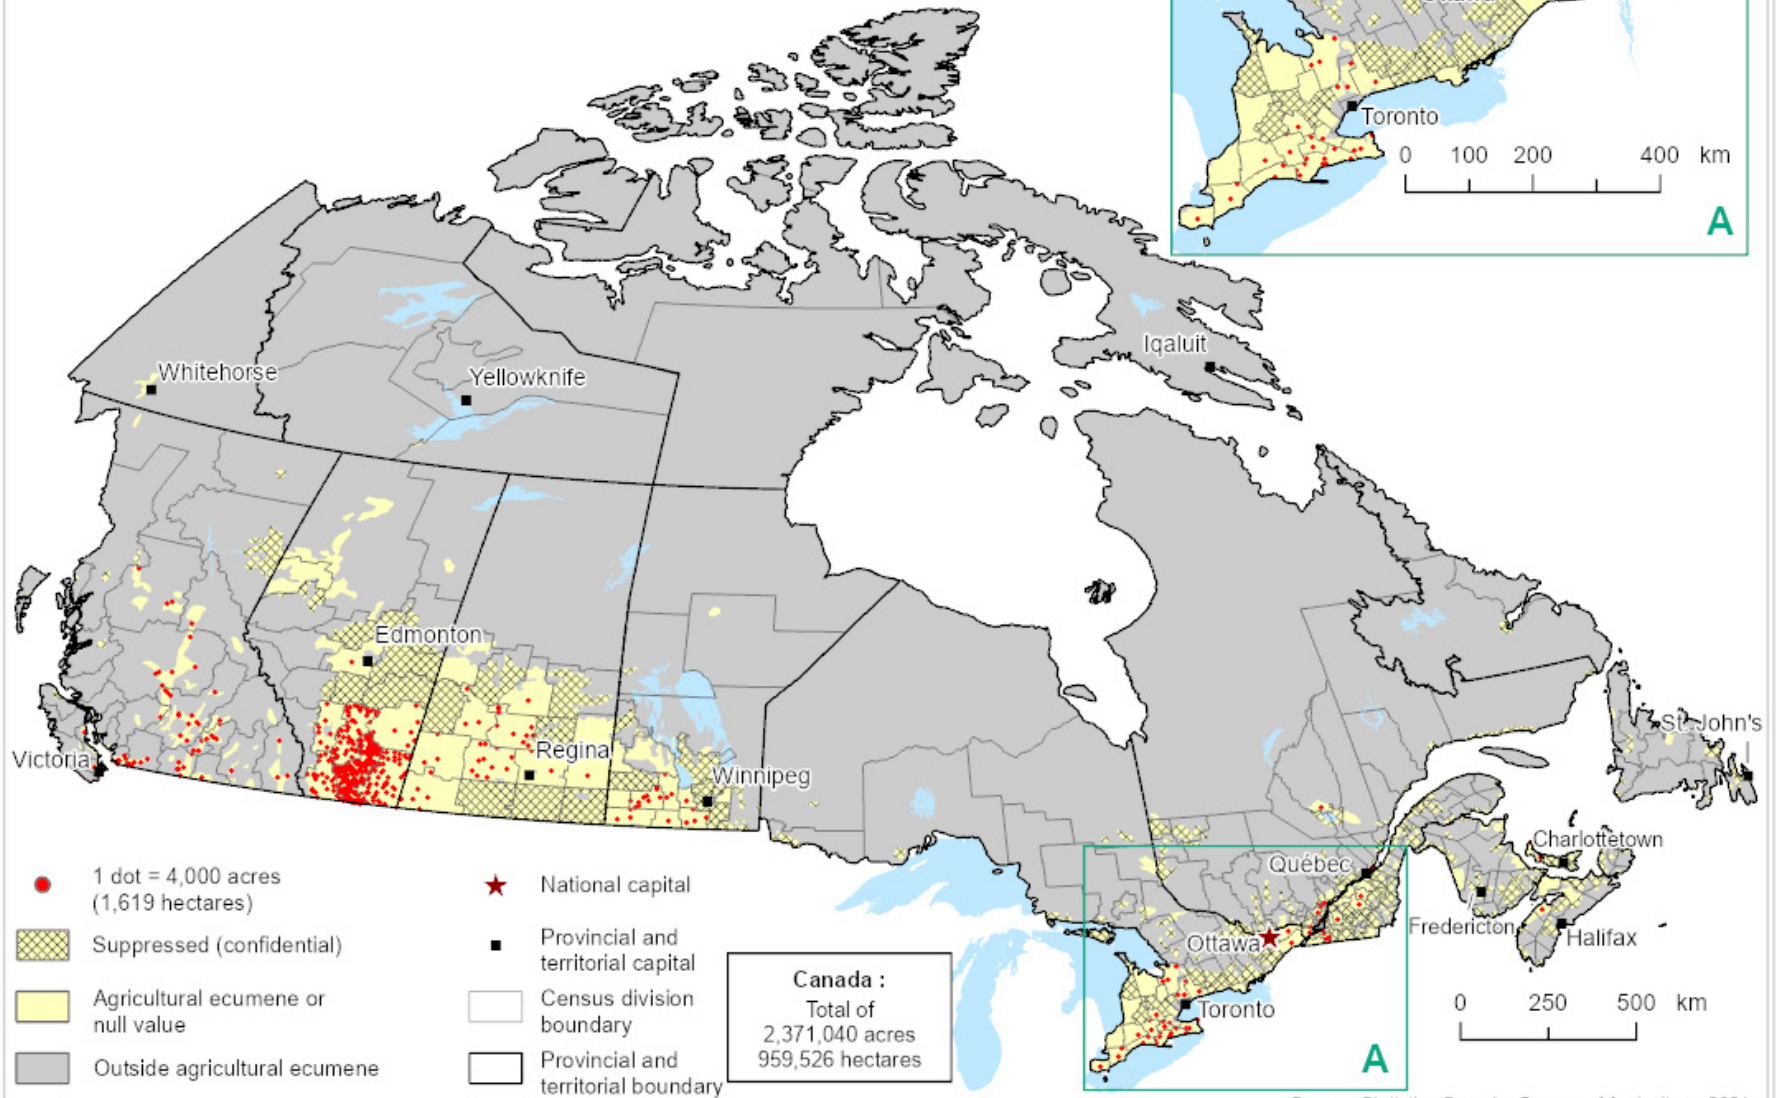 Toronto
0 100 200 400 km
A
Whitehorse
Yellowknife
Iqaluit
Edmonton
Victoria
Regina
Winnipeg
St. John's
Charlottetown
Québec
Fredericton
Halifax
Ottawa
Toronto
A
0 250 500 km
1 dot = 4,000 acres
(1,619 hectares)
Suppressed (confidential)
Agricultural ecumene or
null value
Outside agricultural ecumene
National capital
Provincial and
territorial capital
Census division
boundary
Provincial and
territorial boundary
Canada :
Total of
2,371,040 acres
959,526 hectares